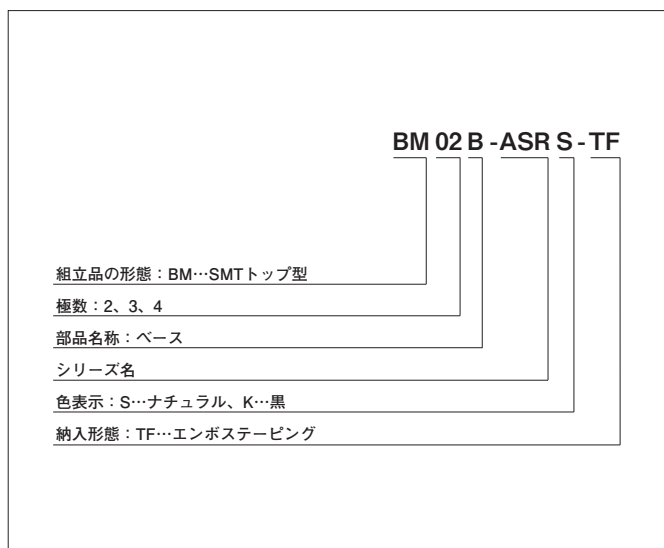 BM 02 B - ASR S - TF
組立品の形態：BM…SMTトップ型
極数：2、3、4
部品名称：ベース
シリーズ名
色表示：S…ナチュラル、K…黒
納入形態：TF…エンボステーピング